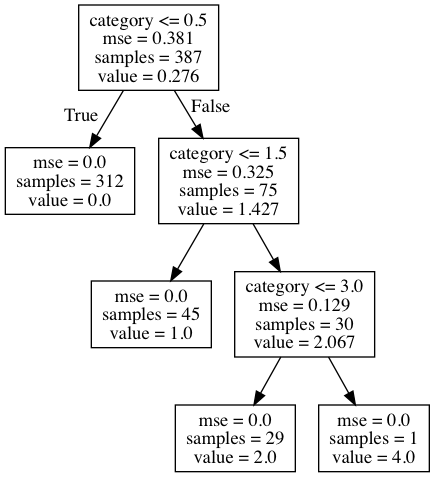 category <= 0.5
mse = 0.381
samples = 387
value = 0.276
True
False
mse = 0.0
samples = 312
value = 0.0
category <= 1.5
mse = 0.325
samples = 75
value = 1.427
mse = 0.0
samples = 45
value = 1.0
category <= 3.0
mse = 0.129
samples = 30
value = 2.067
mse = 0.0
samples = 29
value = 2.0
mse = 0.0
samples = 1
value = 4.0